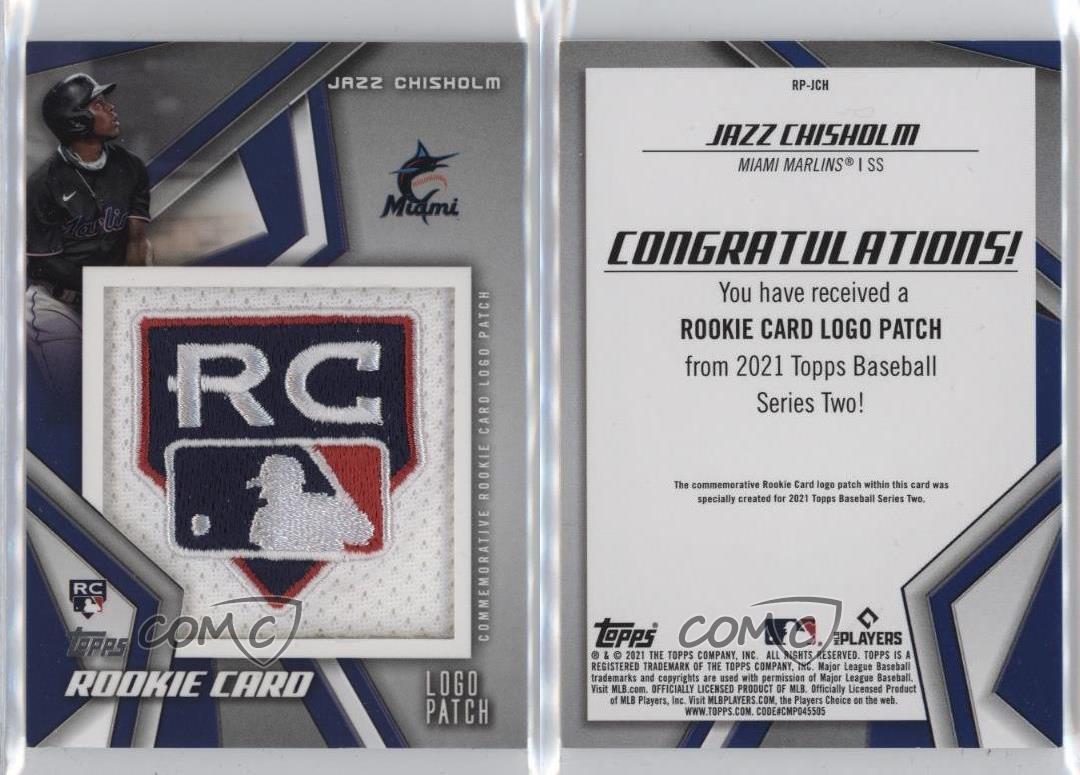 JAZZ CHISHOLM
Miami
Marlin
RC
COMMEMORATIVE ROOKIE CARD LOGO PATCH
RC
Topps
COMC
ROOKIE CARD
LOGO
PATCH
RP-JCH
JAZZ CHISHOLM
MIAMI MARLINS® | SS
CONGRATULATIONS!
You have received a
ROOKIE CARD LOGO PATCH
from 2021 Topps Baseball
Series Two!
The commemorative Rookie Card logo patch within this card was
specially created for 2021 Topps Baseball Series Two.
Topps® COMC PLAYERS
® & © 2021 THE TOPPS COMPANY, INC. ALL RIGHTS RESERVED. TOPPS IS A
REGISTERED TRADEMARK OF THE TOPPS COMPANY, INC. Major League Baseball
trademarks and copyrights are used with permission of Major League Baseball.
Visit MLB.com. OFFICIALLY LICENSED PRODUCT OF MLB. Officially Licensed Product
of MLB Players, Inc. Visit MLBPLAYERS.COM, the Players Choice on the web.
WWW.TOPPS.COM. CODE#CMP045505